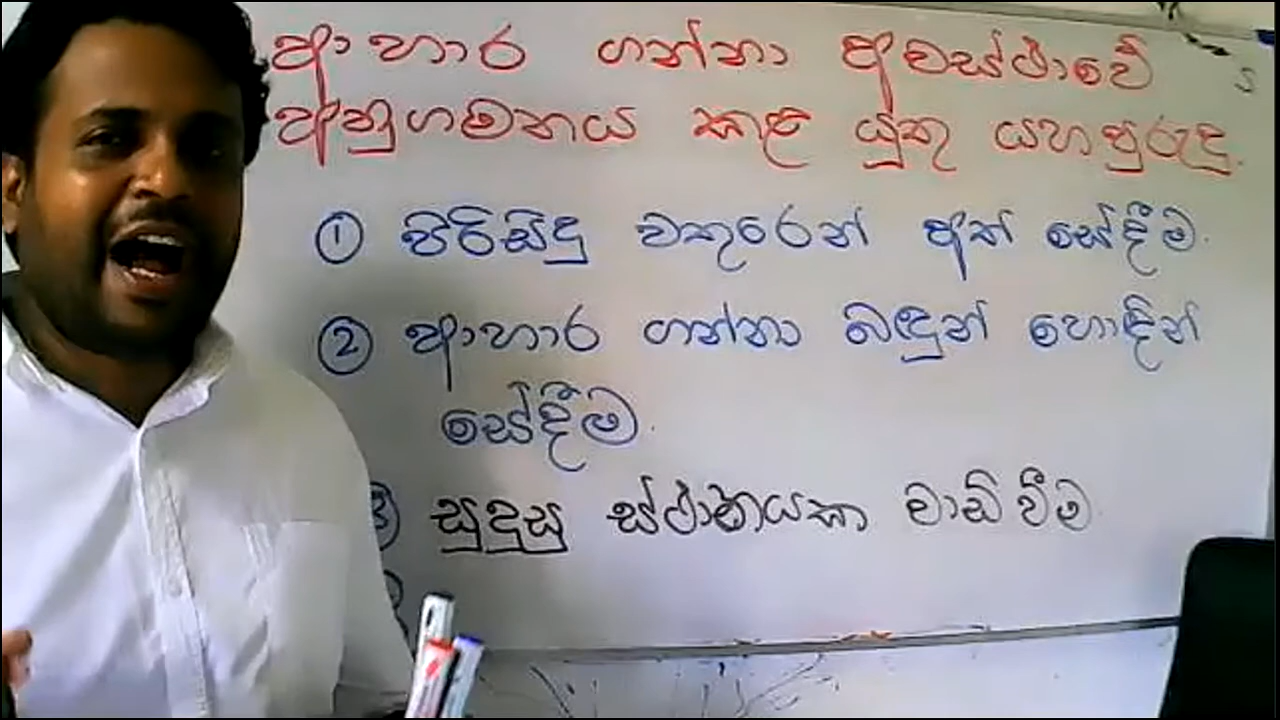 ආහාර ගන්නා අවස්ථාවේ
අනුගමනය කළ යුතු යහපුරුදු.
① පිරිසිදු වතුරෙන් අත් සේදීම.
② ආහාර ගන්නා බඳුන් හොඳින්
සේදීම.
③ සුදුසු ස්ථානයක වාඩි වීම